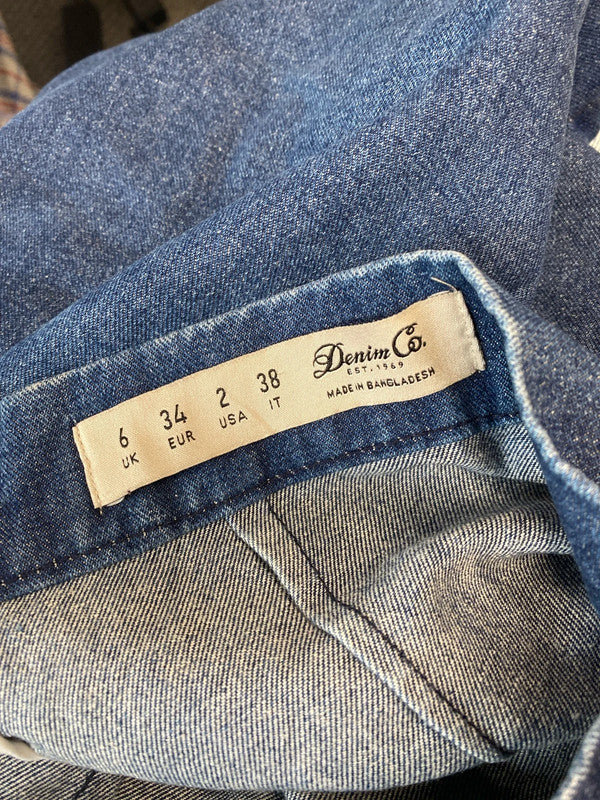 6 34 2 38
UK EUR USA IT
Denim Co.
EST. 1969
MADE IN BANGLADESH